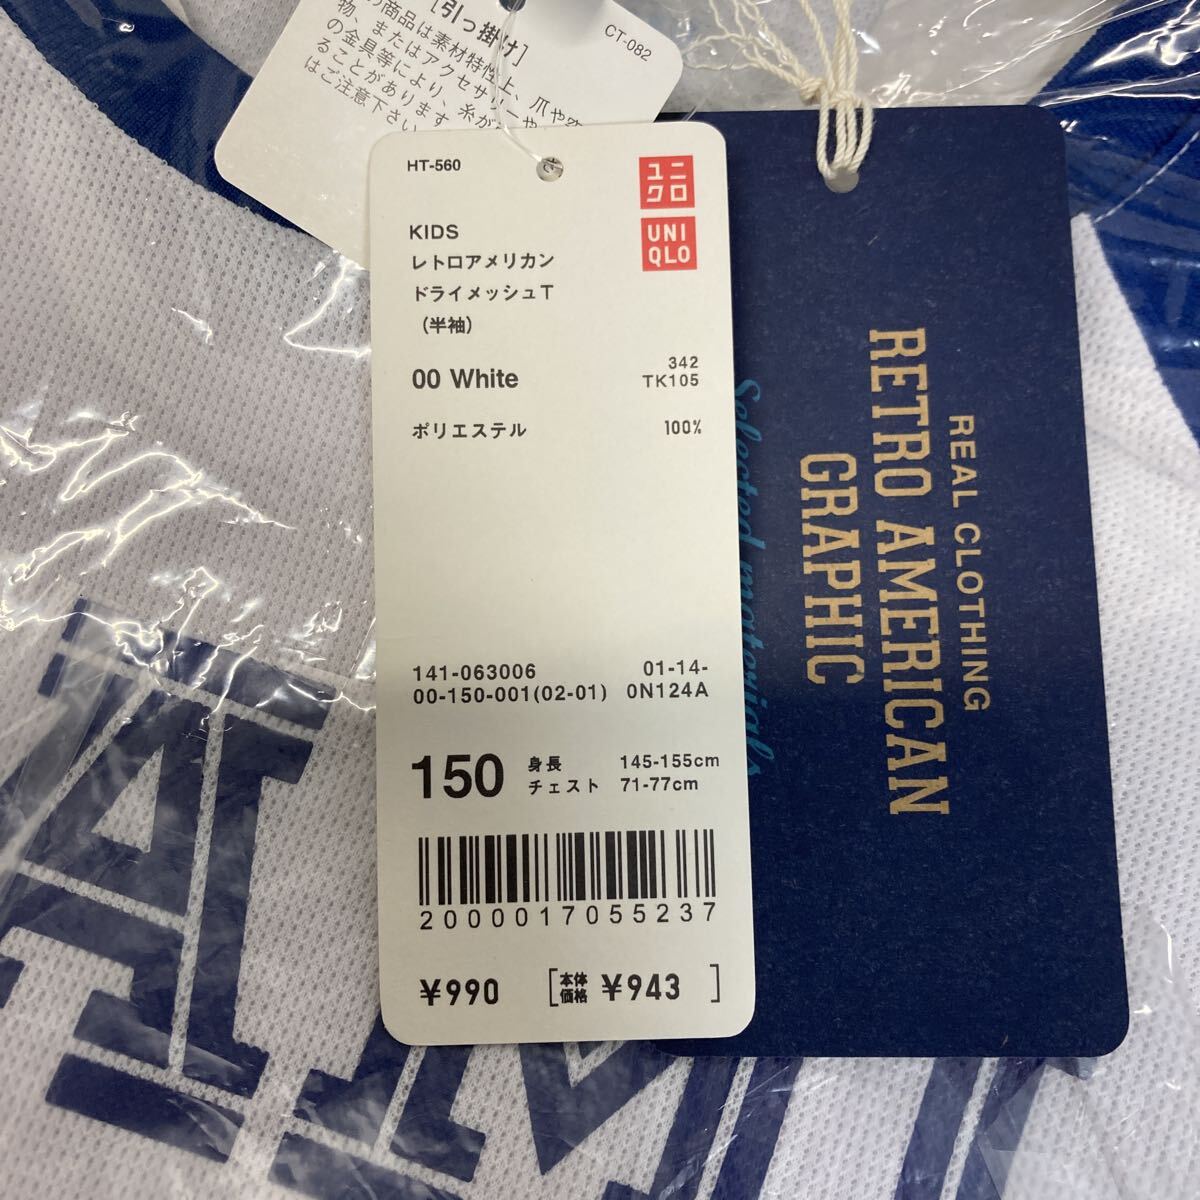 [引っ掛け]
CT-082
商品は素材特性上、爪や
物、またはアクセサリーや
の金具等により、糸が
ることがあります
はご注意下さい
HT-560
ユニ
クロ
UNI
QLO
KIDS
レトロアメリカン
ドライメッシュT
(半袖)
00 White
342
TK105
ポリエステル 100%
141-063006 01-14-
00-150-001(02-01) 0N124A
150
身長 145-155cm
チェスト 71-77cm
2000017055237
¥990 [本体価格 ¥943 ]
REAL CLOTHING
RETRO AMERICAN
GRAPHIC
Selected materials